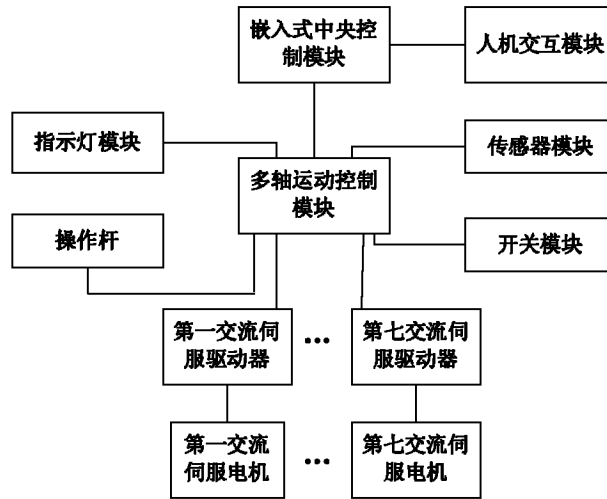 嵌入式中央控
制模块
人机交互模块
指示灯模块
传感器模块
多轴运动控制
模块
操作杆
开关模块
第一交流伺
服驱动器
...
第七交流伺
服驱动器
第一交流
伺服电机
...
第七交流伺
服电机